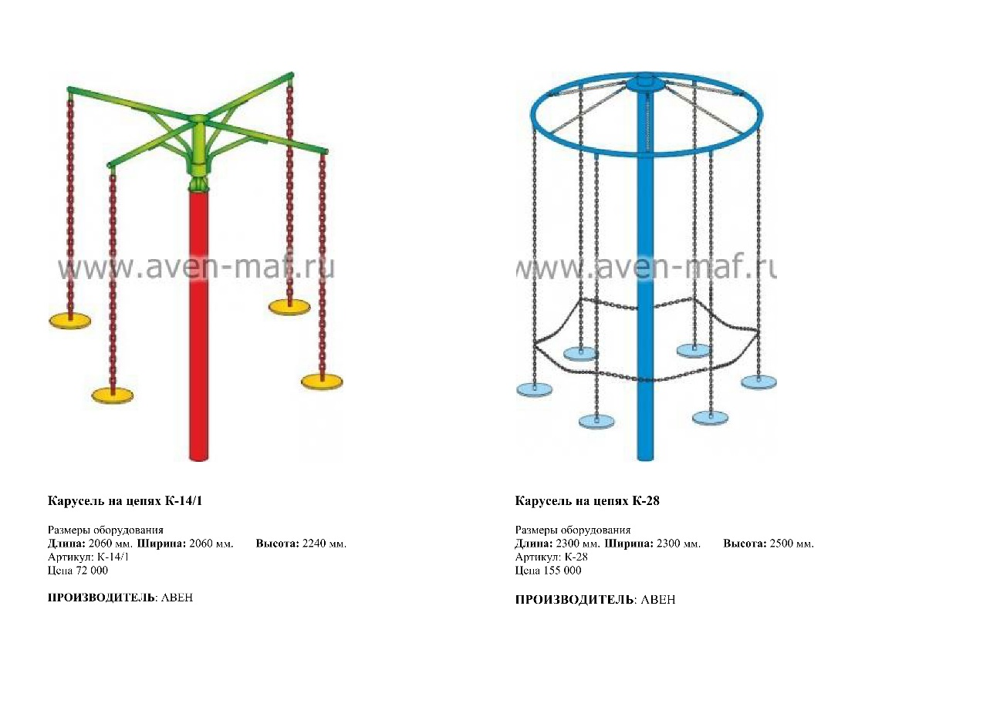 www.aven-maf.ru
Карусель на цепях К-14/1
Размеры оборудования
Длина: 2060 мм. Ширина: 2060 мм. Высота: 2240 мм.
Артикул: К-14/1
Цена 72 000
ПРОИЗВОДИТЕЛЬ: АВЕН
www.aven-maf.ru
Карусель на цепях К-28
Размеры оборудования
Длина: 2300 мм. Ширина: 2300 мм. Высота: 2500 мм.
Артикул: К-28
Цена 155 000
ПРОИЗВОДИТЕЛЬ: АВЕН